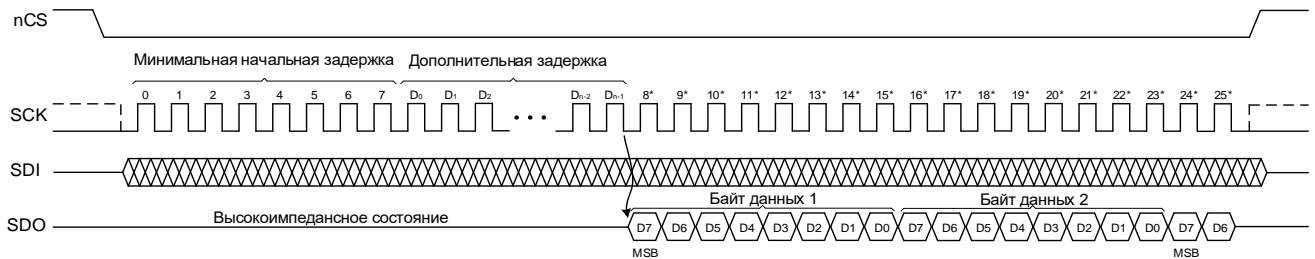 nCS
Минимальная начальная задержка Дополнительная задержка
0 1 2 3 4 5 6 7 D0 D1 D2 Dn-2 Dn-1 8* 9* 10* 11* 12* 13* 14* 15* 16* 17* 18* 19* 20* 21* 22* 23* 24* 25*
SCK
SDI
Байт данных 1 Байт данных 2
SDO Высокоимпедансное состояние D7 D6 D5 D4 D3 D2 D1 D0 D7 D6 D5 D4 D3 D2 D1 D0 D7 D6
MSB MSB